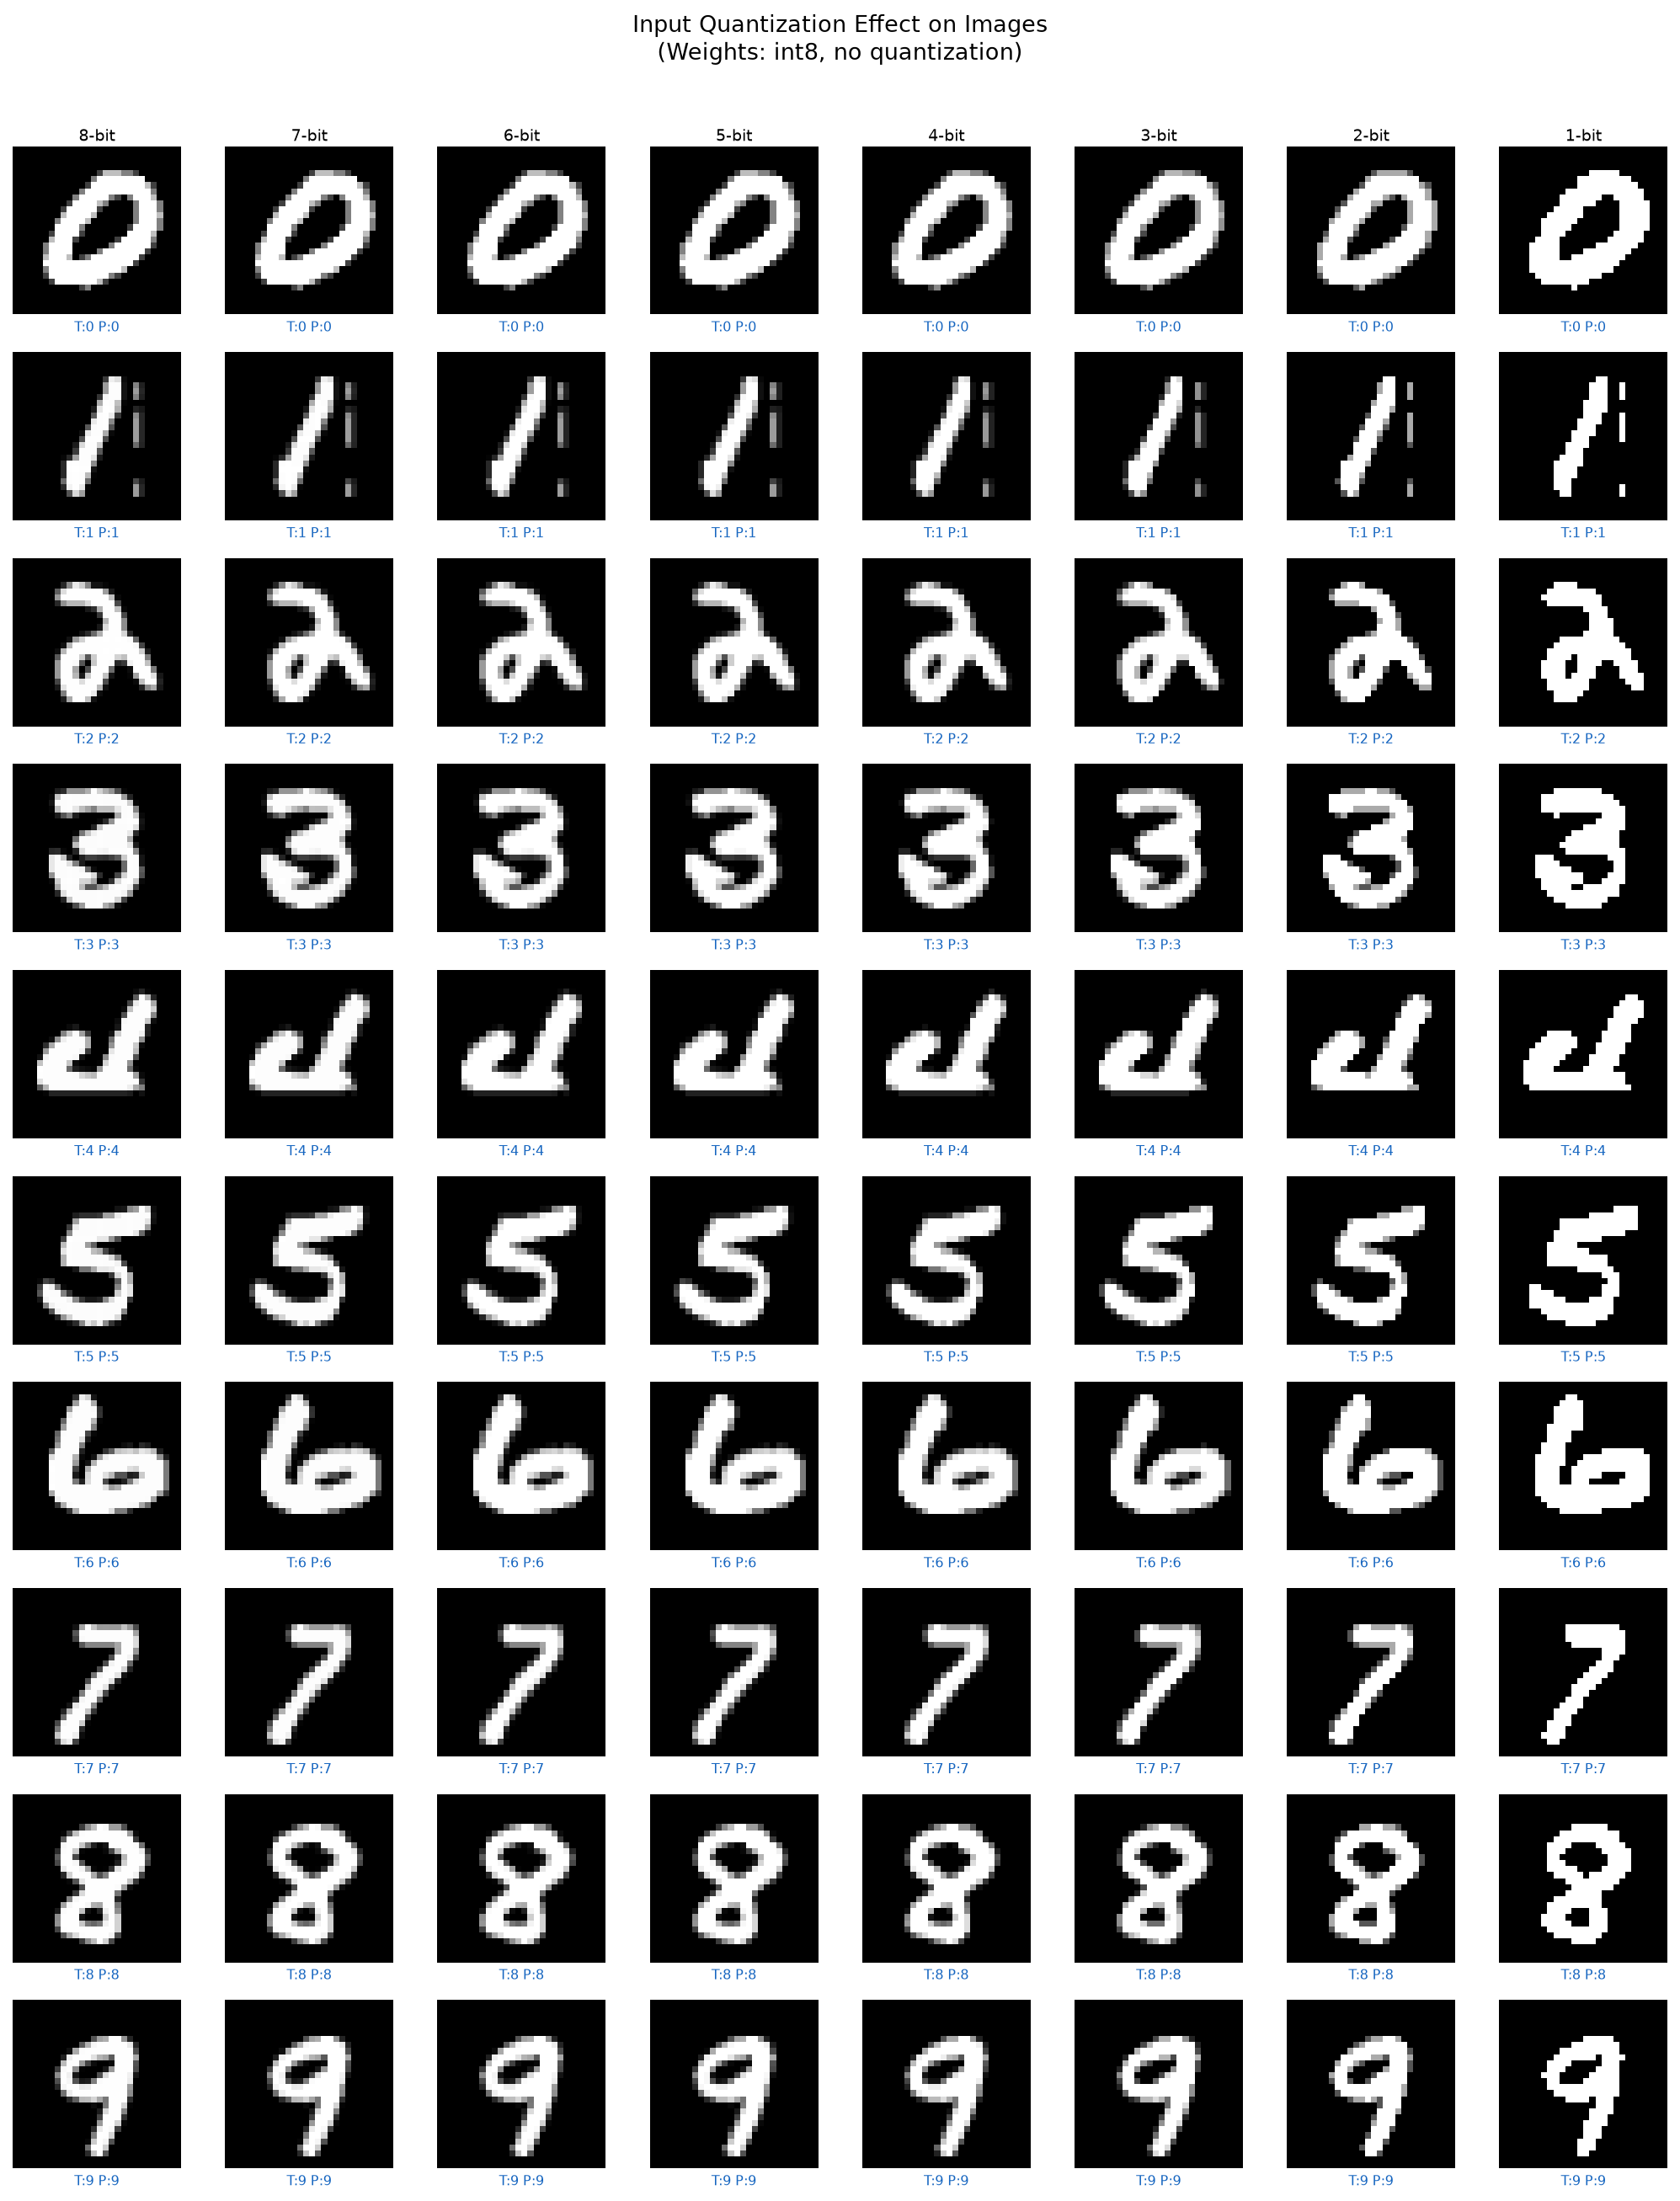 Input Quantization Effect on Images
(Weights: int8, no quantization)
8-bit 7-bit 6-bit 5-bit 4-bit 3-bit 2-bit 1-bit
T:0 P:0 T:0 P:0 T:0 P:0 T:0 P:0 T:0 P:0 T:0 P:0 T:0 P:0 T:0 P:0
T:1 P:1 T:1 P:1 T:1 P:1 T:1 P:1 T:1 P:1 T:1 P:1 T:1 P:1 T:1 P:1
T:2 P:2 T:2 P:2 T:2 P:2 T:2 P:2 T:2 P:2 T:2 P:2 T:2 P:2 T:2 P:2
T:3 P:3 T:3 P:3 T:3 P:3 T:3 P:3 T:3 P:3 T:3 P:3 T:3 P:3 T:3 P:3
T:4 P:4 T:4 P:4 T:4 P:4 T:4 P:4 T:4 P:4 T:4 P:4 T:4 P:4 T:4 P:4
T:5 P:5 T:5 P:5 T:5 P:5 T:5 P:5 T:5 P:5 T:5 P:5 T:5 P:5 T:5 P:5
T:6 P:6 T:6 P:6 T:6 P:6 T:6 P:6 T:6 P:6 T:6 P:6 T:6 P:6 T:6 P:6
T:7 P:7 T:7 P:7 T:7 P:7 T:7 P:7 T:7 P:7 T:7 P:7 T:7 P:7 T:7 P:7
T:8 P:8 T:8 P:8 T:8 P:8 T:8 P:8 T:8 P:8 T:8 P:8 T:8 P:8 T:8 P:8
T:9 P:9 T:9 P:9 T:9 P:9 T:9 P:9 T:9 P:9 T:9 P:9 T:9 P:9 T:9 P:9